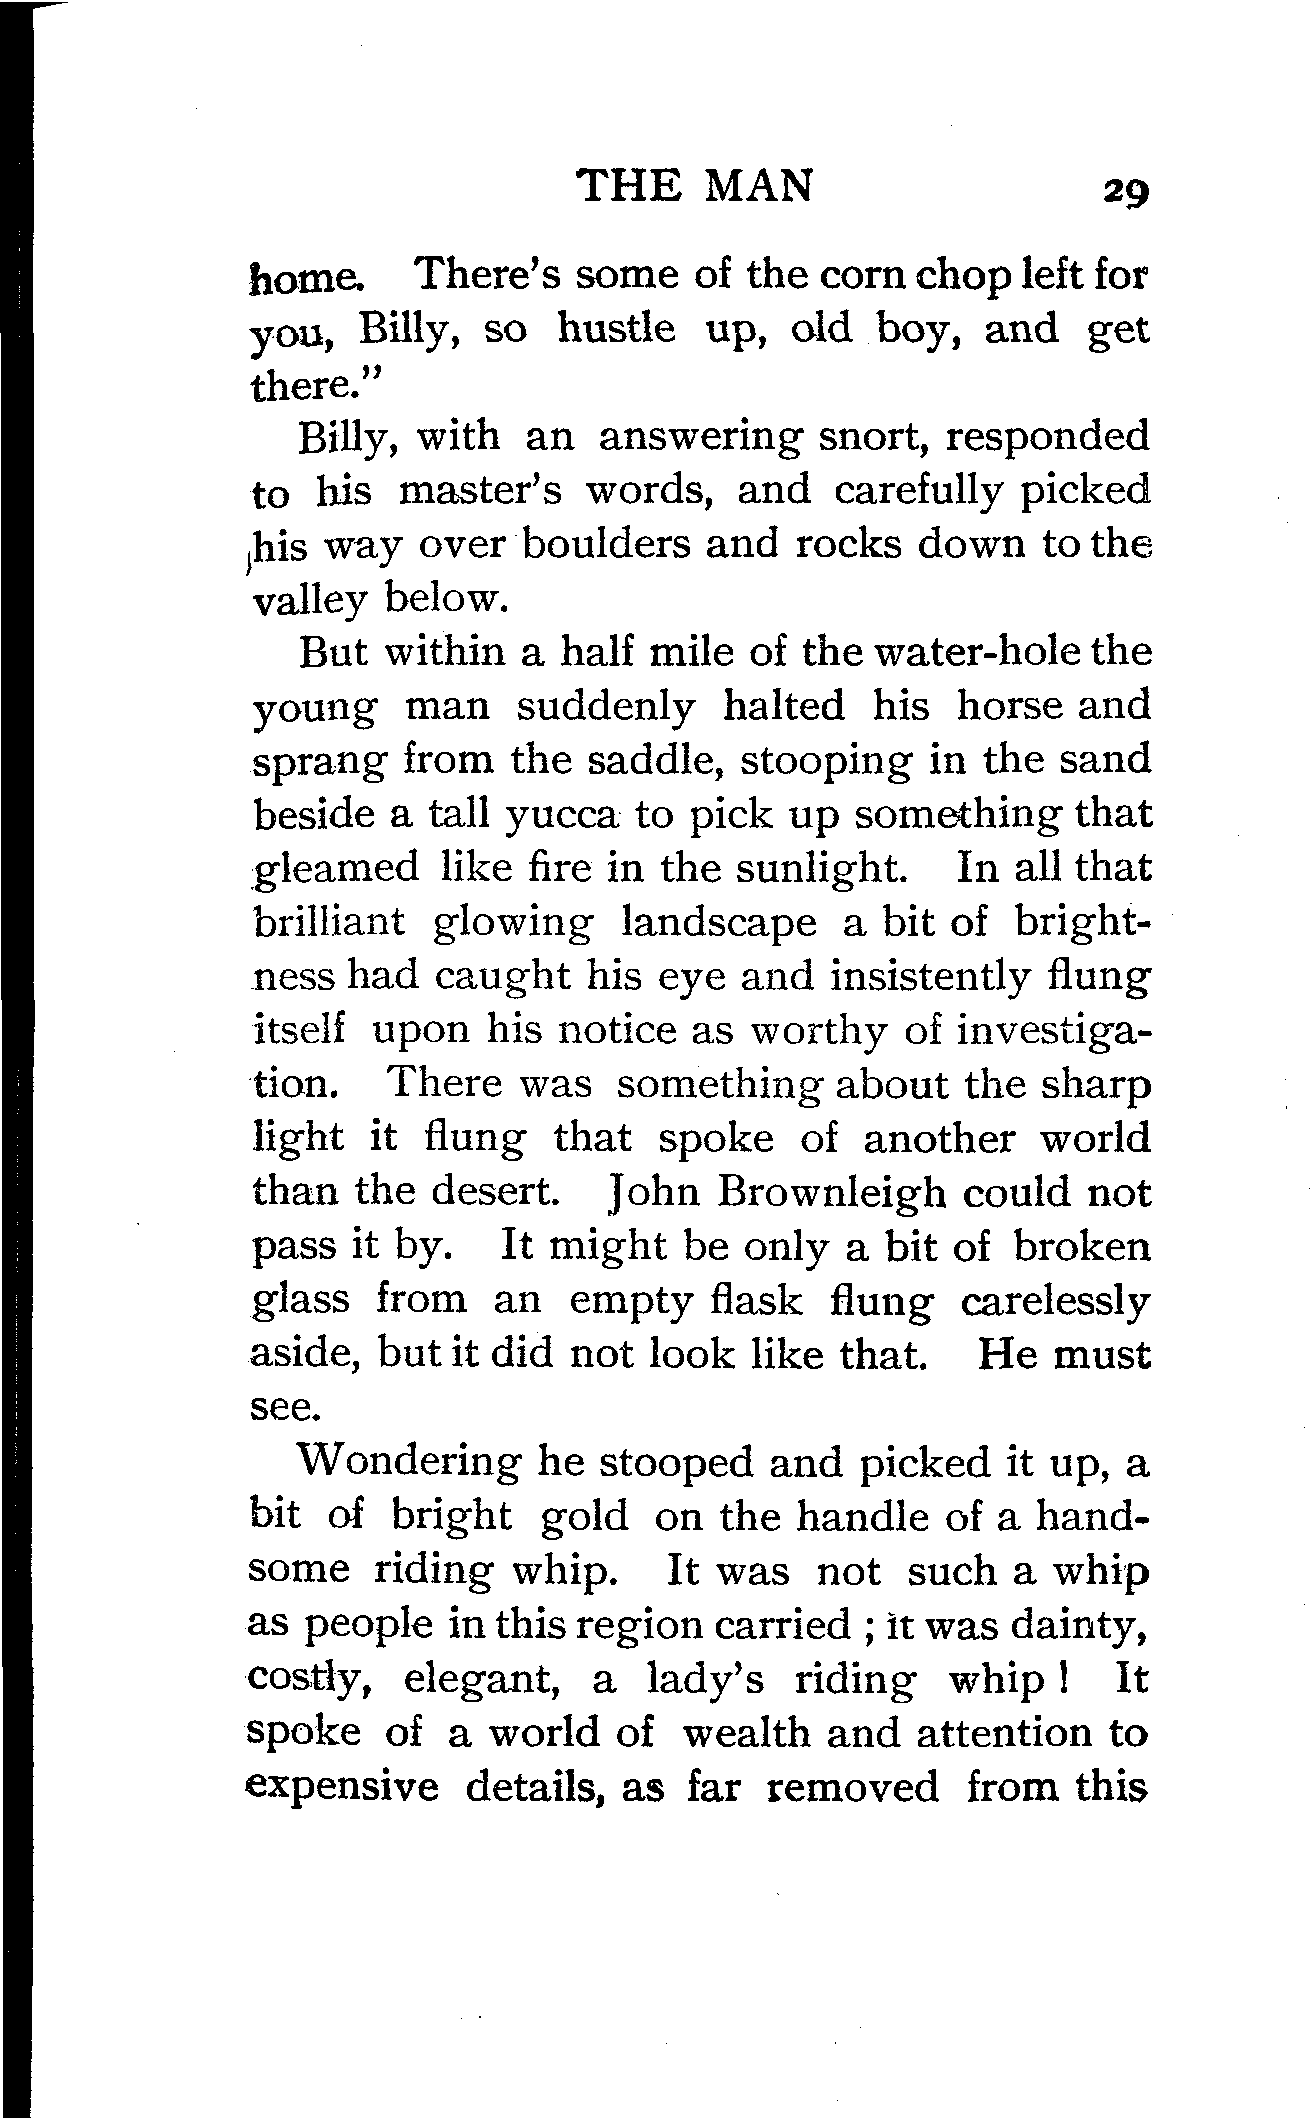 THE MAN 29
home. There's some of the corn chop left for
you, Billy, so hustle up, old boy, and get
there."
Billy, with an answering snort, responded
to his master's words, and carefully picked
his way over boulders and rocks down to the
valley below.
But within a half mile of the water-hole the
young man suddenly halted his horse and
sprang from the saddle, stooping in the sand
beside a tall yucca to pick up something that
gleamed like fire in the sunlight. In all that
brilliant glowing landscape a bit of bright-
ness had caught his eye and insistently flung
itself upon his notice as worthy of investiga-
tion. There was something about the sharp
light it flung that spoke of another world
than the desert. John Brownleigh could not
pass it by. It might be only a bit of broken
glass from an empty flask flung carelessly
aside, but it did not look like that. He must
see.
Wondering he stooped and picked it up, a
bit of bright gold on the handle of a hand-
some riding whip. It was not such a whip
as people in this region carried ; it was dainty,
costly, elegant, a lady's riding whip ! It
spoke of a world of wealth and attention to
expensive details, as far removed from this